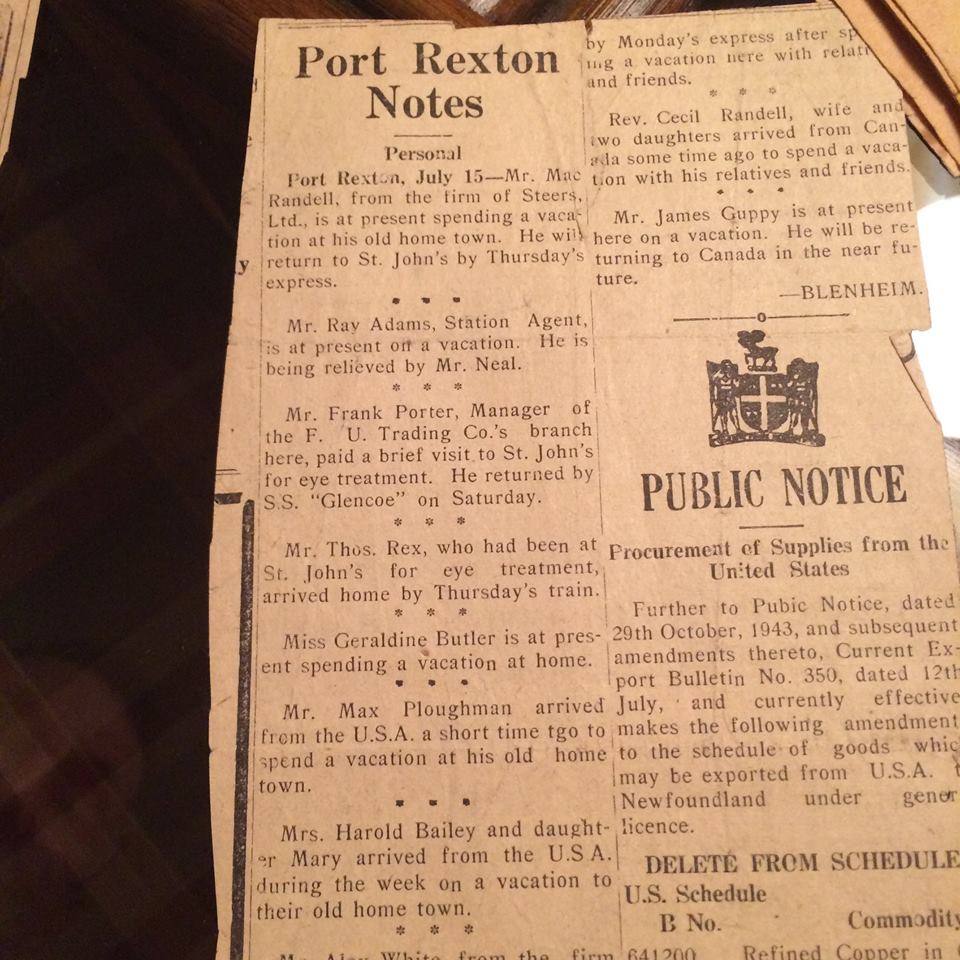 Port Rexton
Notes
Personal
Port Rexton, July 15—Mr. Mac
Randell, from the firm of Steers,
Ltd., is at present spending a vaca-
tion at his old home town. He will
return to St. John's by Thursday's
express.
* * *
Mr. Ray Adams, Station Agent,
is at present on a vacation. He is
being relieved by Mr. Neal.
* * *
Mr. Frank Porter, Manager of
the F. U. Trading Co.'s branch
here, paid a brief visit to St. John's
for eye treatment. He returned by
S.S. "Glencoe" on Saturday.
* * *
Mr. Thos. Rex, who had been at
St. John's for eye treatment,
arrived home by Thursday's train.
* * *
Miss Geraldine Butler is at pres-
ent spending a vacation at home.
* * *
Mr. Max Ploughman arrived
from the U.S.A. a short time tgo to
spend a vacation at his old home
town.
* * *
Mrs. Harold Bailey and daught-
er Mary arrived from the U.S.A.
during the week on a vacation to
their old home town.
* * *
Mr. Alex White from the firm
by Monday's express after sp
ing a vacation here with relati
and friends.
* * *
Rev. Cecil Randell, wife and
two daughters arrived from Can-
ada some time ago to spend a vaca-
tion with his relatives and friends.
* * *
Mr. James Guppy is at present
here on a vacation. He will be re-
turning to Canada in the near fu-
ture.
—BLENHEIM.
PUBLIC NOTICE
Procurement of Supplies from the
United States
Further to Pubic Notice, dated
29th October, 1943, and subsequent
amendments thereto, Current Ex-
port Bulletin No. 350, dated 12th
July, and currently effective
makes the following amendment
to the schedule of goods whic
may be exported from U.S.A. t
Newfoundland under gener
licence.
DELETE FROM SCHEDULE
U.S. Schedule
B No. Commodity
641200 Refined Copper in
y